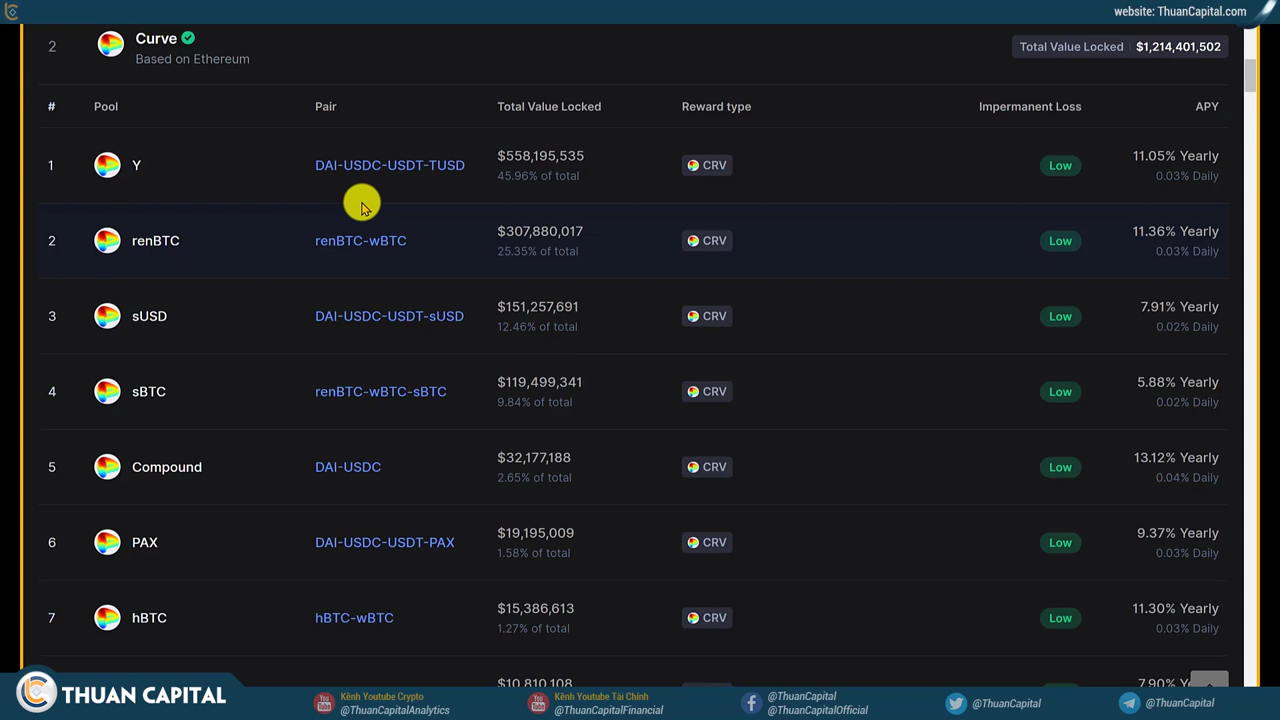 website: ThuanCapital.com
2
Curve
Based on Ethereum
Total Value Locked $1,214,401,502
# Pool Pair Total Value Locked Reward type Impermanent Loss APY
1 Y DAI-USDC-USDT-TUSD $558,195,535 CRV Low 11.05% Yearly
45.96% of total 0.03% Daily
2 renBTC renBTC-wBTC $307,880,017 CRV Low 11.36% Yearly
25.35% of total 0.03% Daily
3 sUSD DAI-USDC-USDT-sUSD $151,257,691 CRV Low 7.91% Yearly
12.46% of total 0.02% Daily
4 sBTC renBTC-wBTC-sBTC $119,499,341 CRV Low 5.88% Yearly
9.84% of total 0.02% Daily
5 Compound DAI-USDC $32,177,188 CRV Low 13.12% Yearly
2.65% of total 0.04% Daily
6 PAX DAI-USDC-USDT-PAX $19,195,009 CRV Low 9.37% Yearly
1.58% of total 0.03% Daily
7 hBTC hBTC-wBTC $15,386,613 CRV Low 11.30% Yearly
1.27% of total 0.03% Daily
$10,810,108 7.90% Yearly
THUAN CAPITAL
Kênh Youtube Crypto
@ThuanCapitalAnalytics
Kênh Youtube Tài Chính
@ThuanCapitalFinancial
@ThuanCapital
@ThuanCapitalOfficial
@ThuanCapital
@ThuanCapital